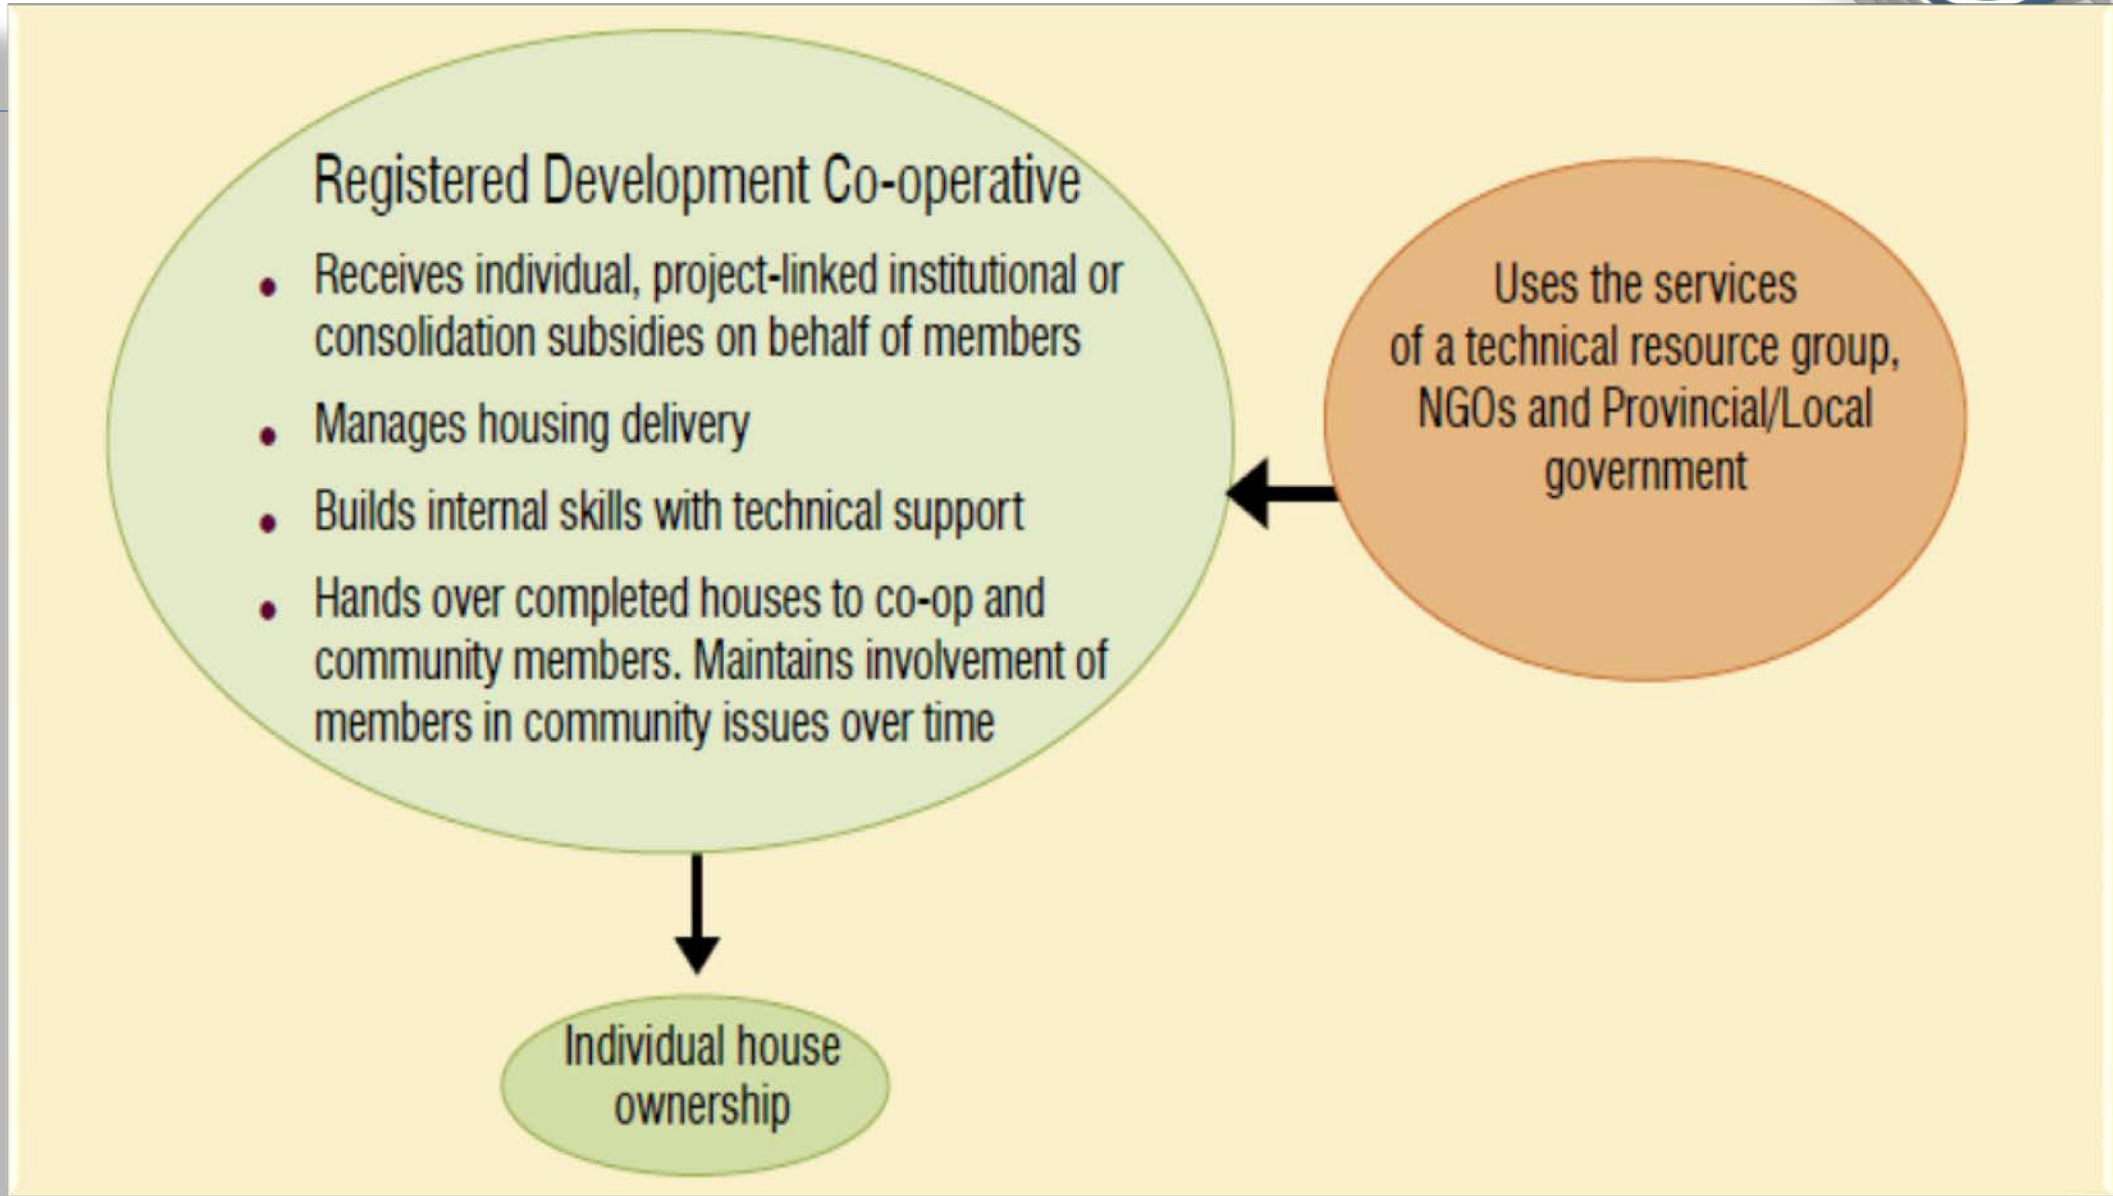 Registered Development Co-operative
• Receives individual, project-linked institutional or
consolidation subsidies on behalf of members
• Manages housing delivery
• Builds internal skills with technical support
• Hands over completed houses to co-op and
community members. Maintains involvement of
members in community issues over time
Uses the services
of a technical resource group,
NGOs and Provincial/Local
government
Individual house
ownership